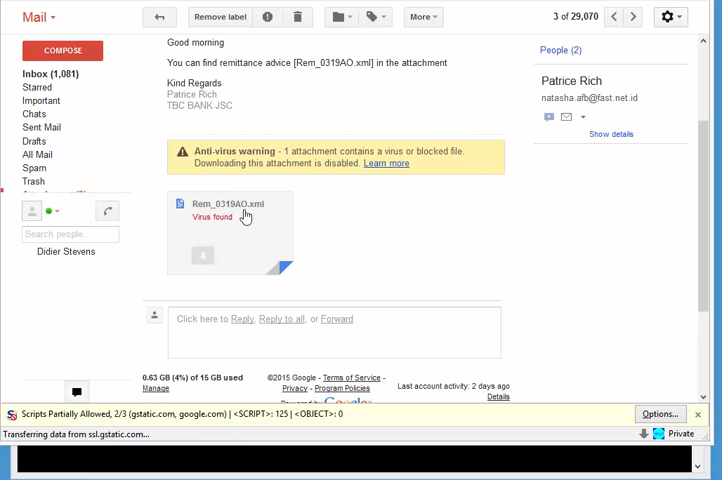 Mail
Remove label
More
3 of 29,070
COMPOSE
Inbox (1,081)
Starred
Important
Chats
Sent Mail
Drafts
All Mail
Spam
Trash
Search people...
Didier Stevens
Good morning
You can find remittance advice [Rem_0319AO.xml] in the attachment
Kind Regards
Patrice Rich
TBC BANK JSC
Anti-virus warning - 1 attachment contains a virus or blocked file.
Downloading this attachment is disabled. Learn more
Rem_0319AO.xml
Virus found
Click here to Reply, Reply to all, or Forward
People (2)
Patrice Rich
natasha.afb@fast.net.id
Show details
0.63 GB (4%) of 15 GB used
Manage
©2015 Google - Terms of Service -
Privacy - Program Policies
Powered by Google
Last account activity: 2 days ago
Details
Scripts Partially Allowed, 2/3 (gstatic.com, google.com) | <SCRIPT>: 125 | <OBJECT>: 0
Options...
Transferring data from ssl.gstatic.com...
Private